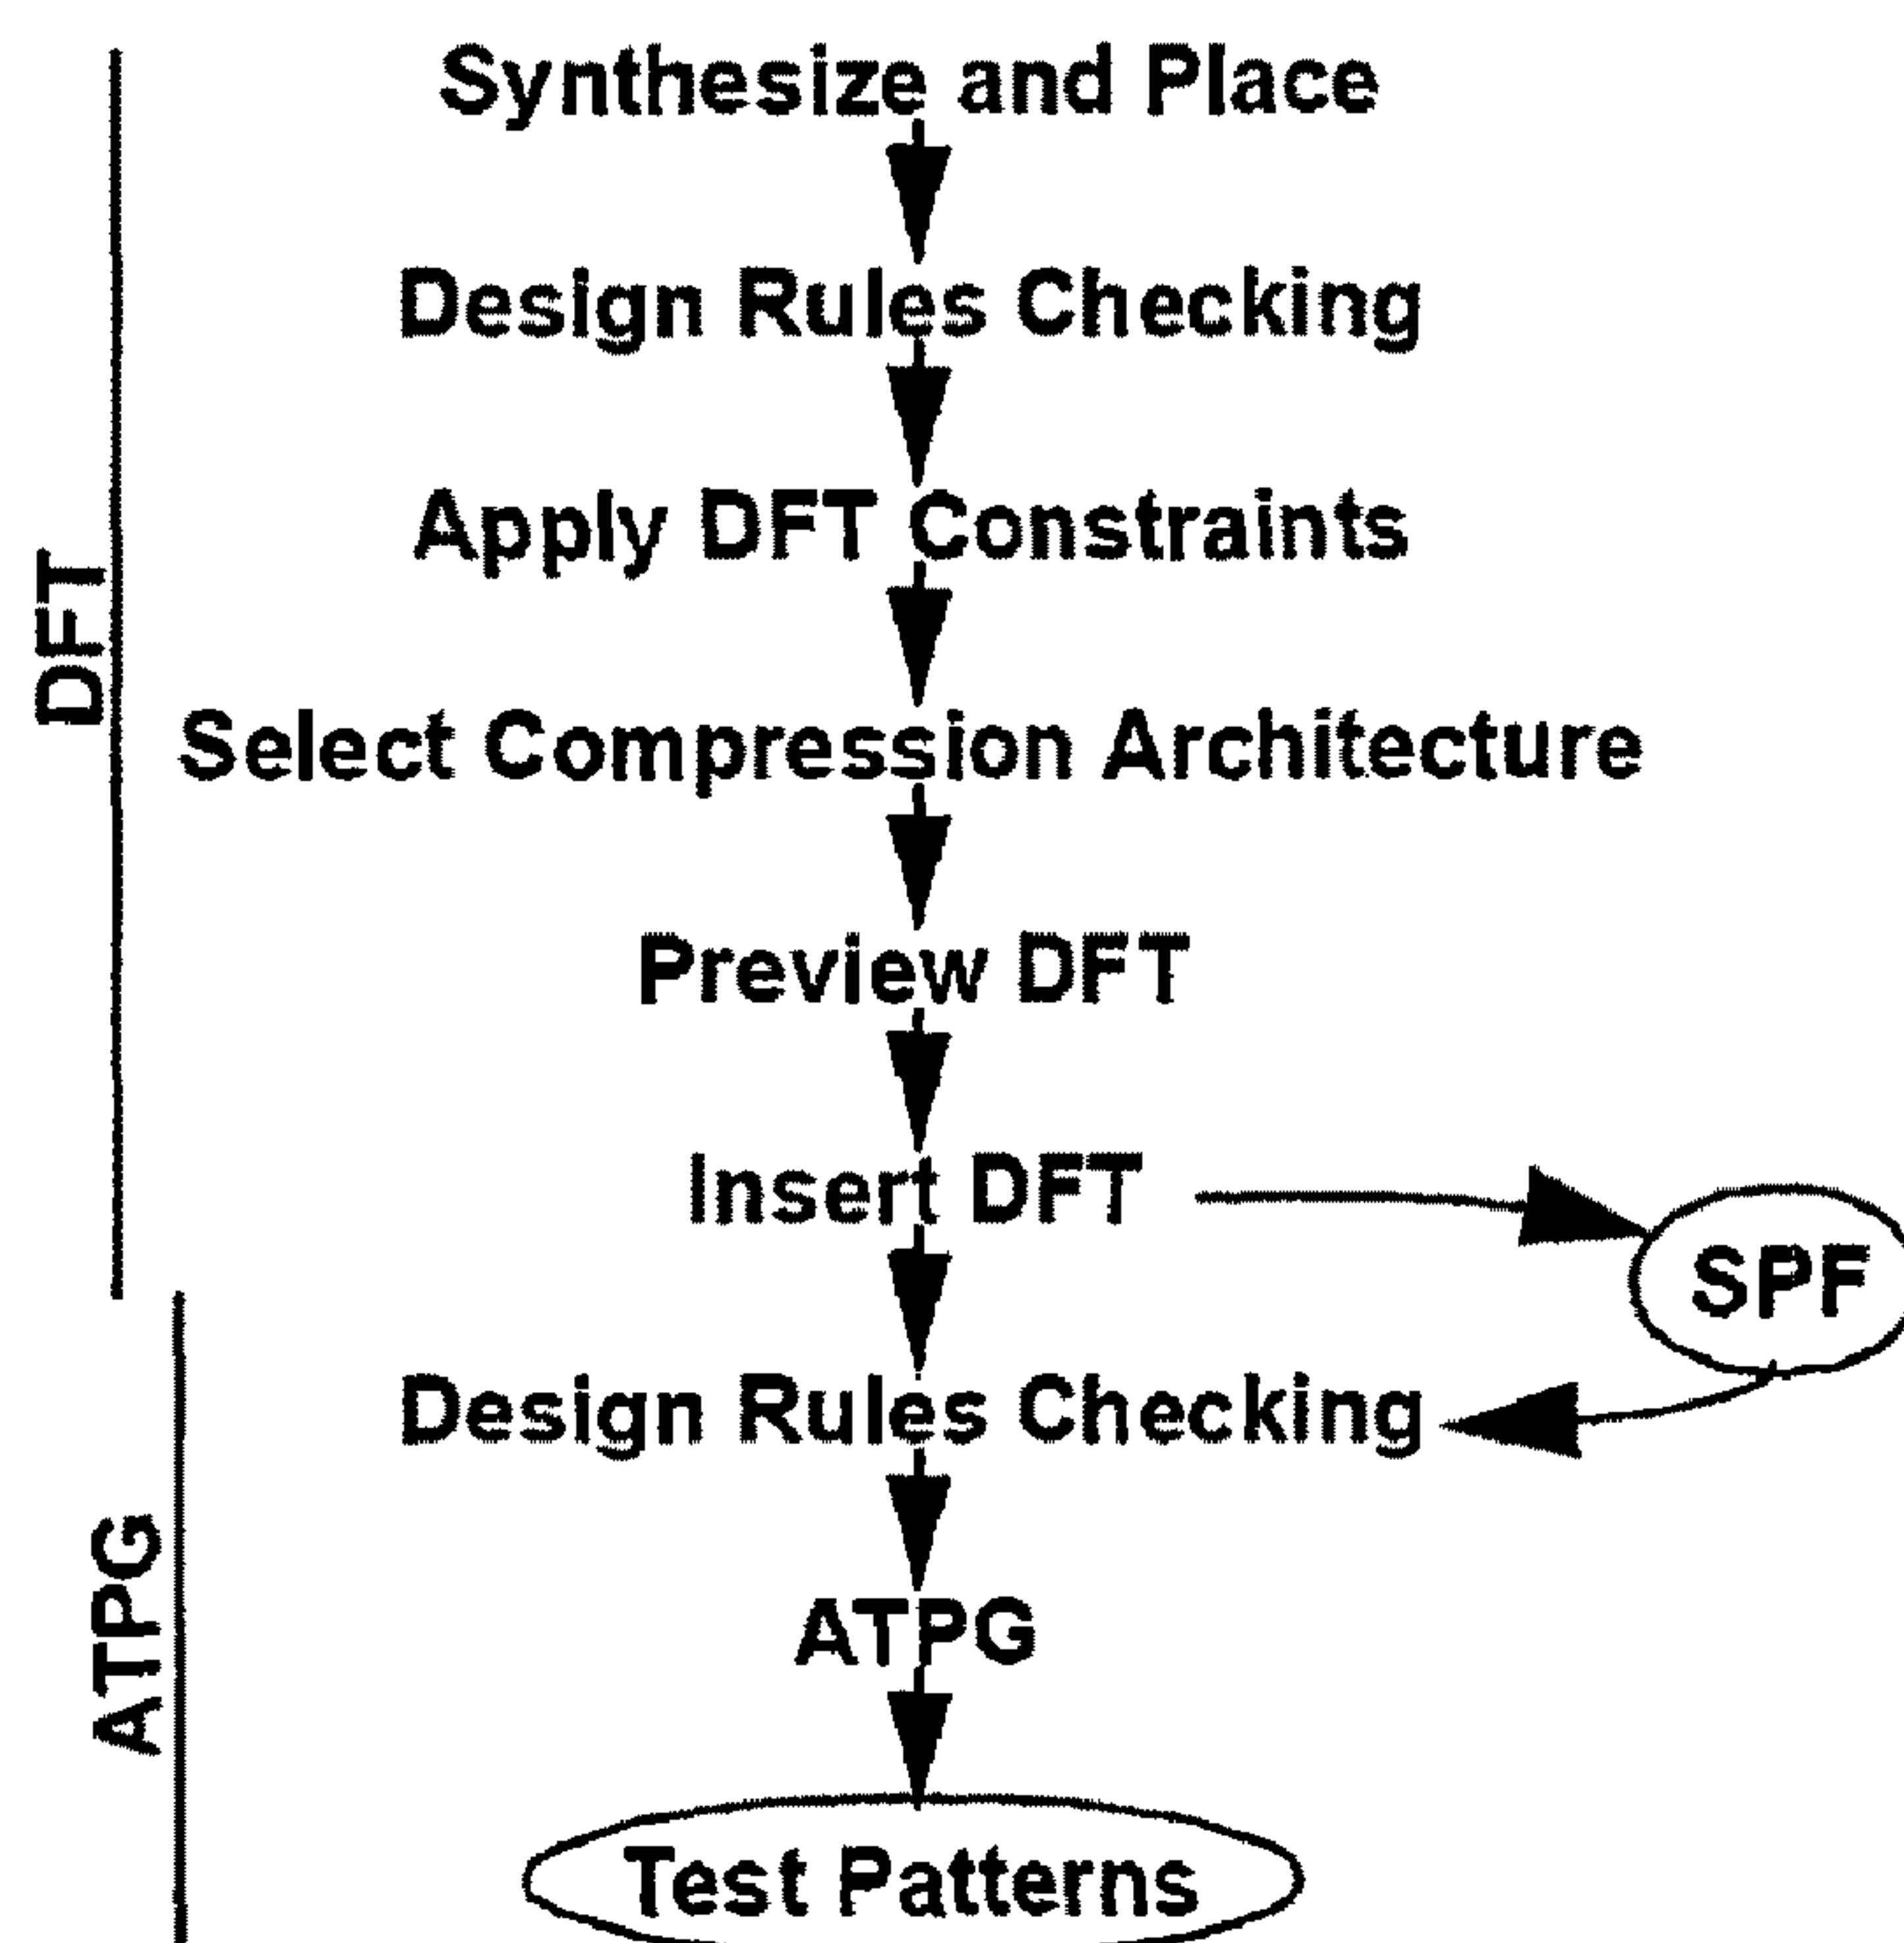 Synthesize and Place
Design Rules Checking
Apply DFT Constraints
DFT
Select Compression Architecture
Preview DFT
Insert DFT
SPF
Design Rules Checking
ATPG
ATPG
Test Patterns